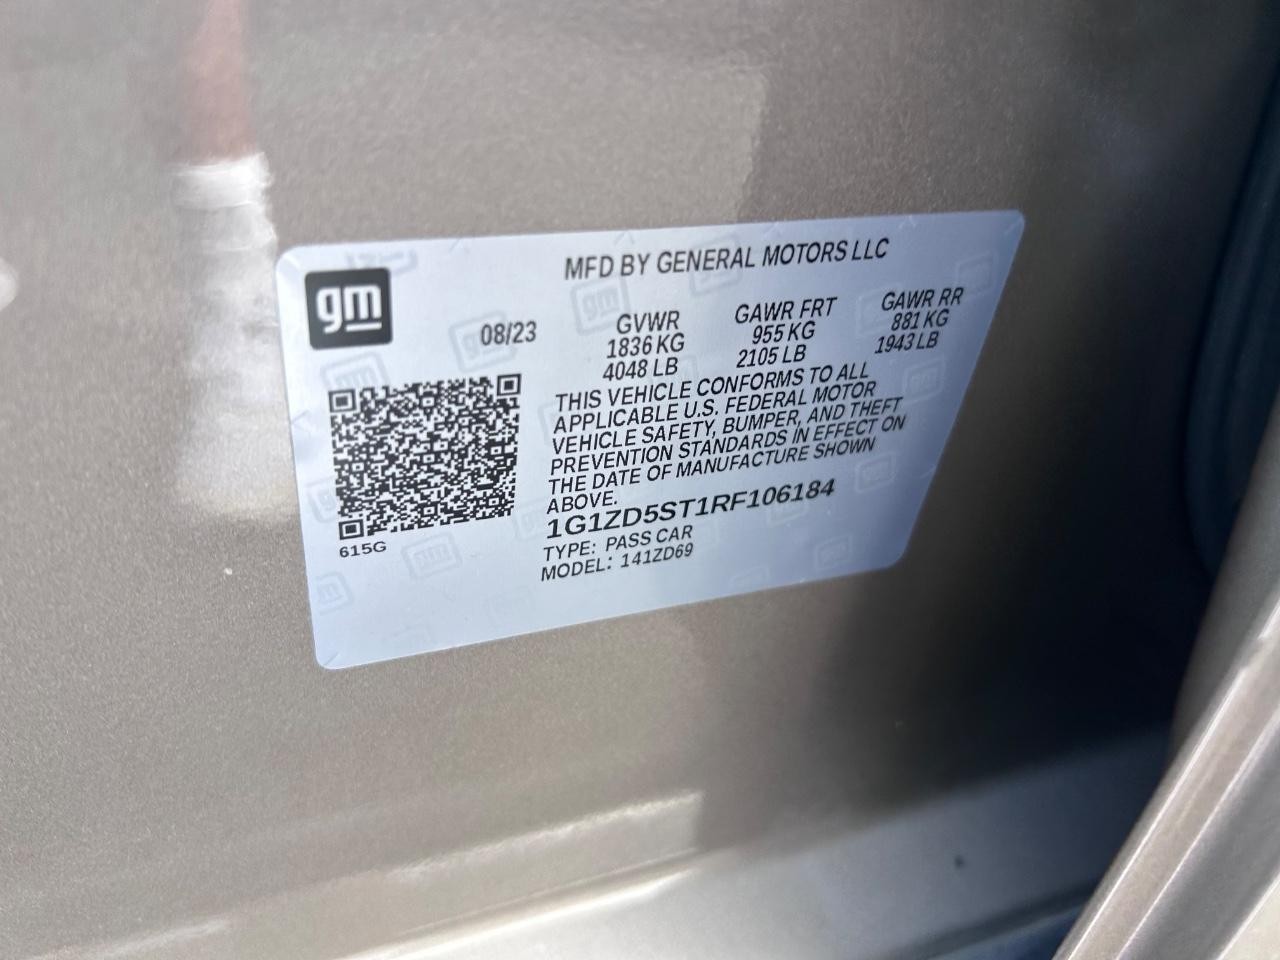 gm
MFD BY GENERAL MOTORS LLC
08/23
GVWR
1836 KG
4048 LB
GAWR FRT
955 KG
2105 LB
GAWR RR
881 KG
1943 LB
THIS VEHICLE CONFORMS TO ALL
APPLICABLE U.S. FEDERAL MOTOR
VEHICLE SAFETY, BUMPER, AND THEFT
PREVENTION STANDARDS IN EFFECT ON
THE DATE OF MANUFACTURE SHOWN
ABOVE.
1G1ZD5ST1RF106184
TYPE: PASS CAR
MODEL: 141ZD69
615G